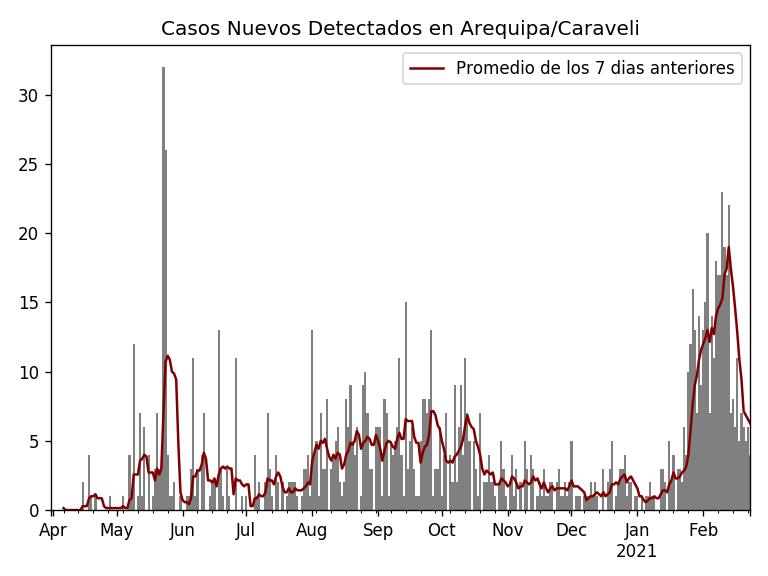 Casos Nuevos Detectados en Arequipa/Caraveli
Promedio de los 7 dias anteriores
30
25
20
15
10
5
0
Apr May Jun Jul Aug Sep Oct Nov Dec Jan Feb
2021